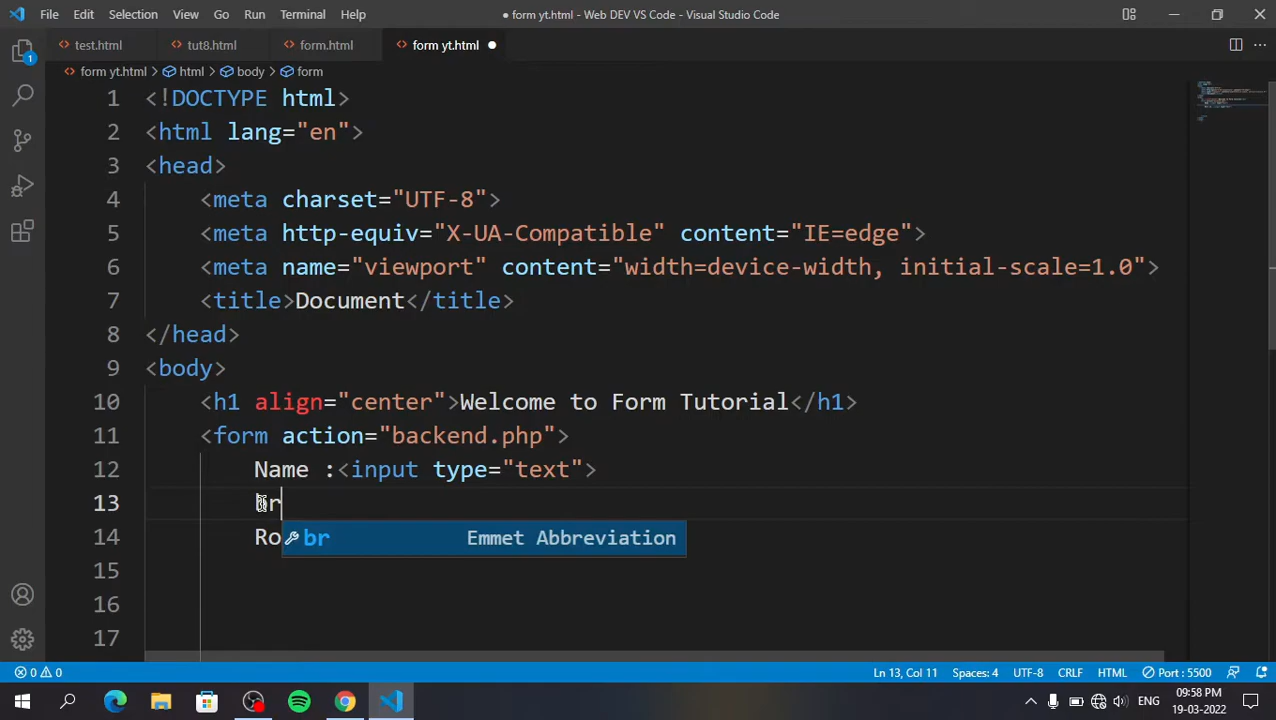 File Edit Selection View Go Run Terminal Help ● form yt.html - Web DEV VS Code - Visual Studio Code
test.html tut8.html form.html form yt.html ●
form yt.html > html > body > form
1 <!DOCTYPE html>
2 <html lang="en">
3 <head>
4 <meta charset="UTF-8">
5 <meta http-equiv="X-UA-Compatible" content="IE=edge">
6 <meta name="viewport" content="width=device-width, initial-scale=1.0">
7 <title>Document</title>
8 </head>
9 <body>
10 <h1 align="center">Welcome to Form Tutorial</h1>
11 <form action="backend.php">
12 Name :<input type="text">
13 br
14 Ro br Emmet Abbreviation
15
16
17
1
0 0 Ln 13, Col 11 Spaces: 4 UTF-8 CRLF HTML Port : 5500
ENG 09:58 PM
19-03-2022